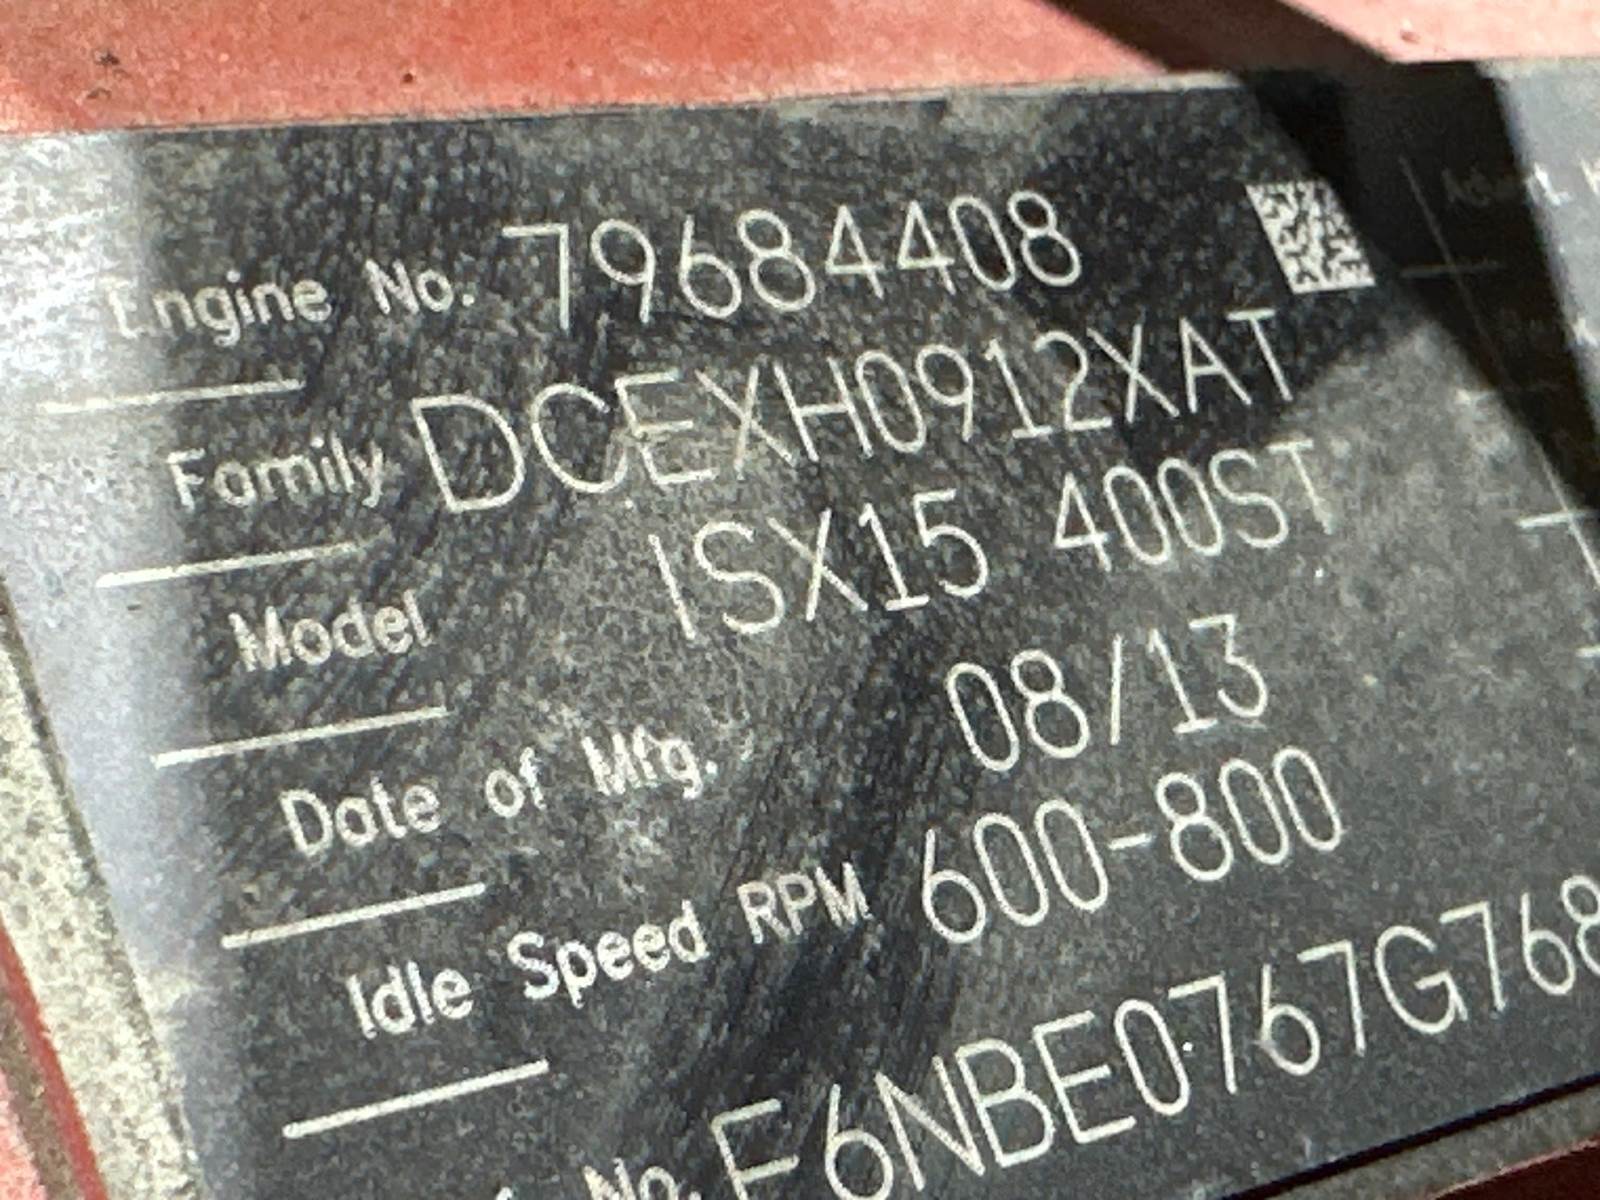 Engine No. 79684408
Family DCEXH0912XAT
Model ISX15 400ST
Date of Mfg. 08/13
Idle Speed RPM 600-800
No. F6NBE0767G768